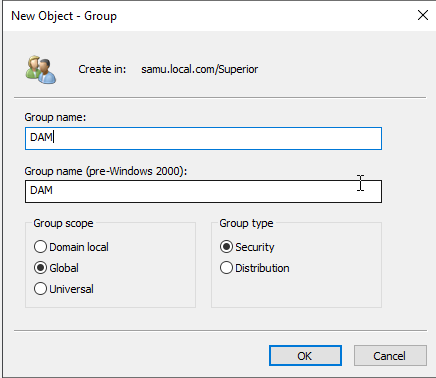 New Object - Group
Create in: samu.local.com/Superior
Group name:
DAM
Group name (pre-Windows 2000):
DAM
Group scope
Domain local
Global
Universal
Group type
Security
Distribution
OK
Cancel